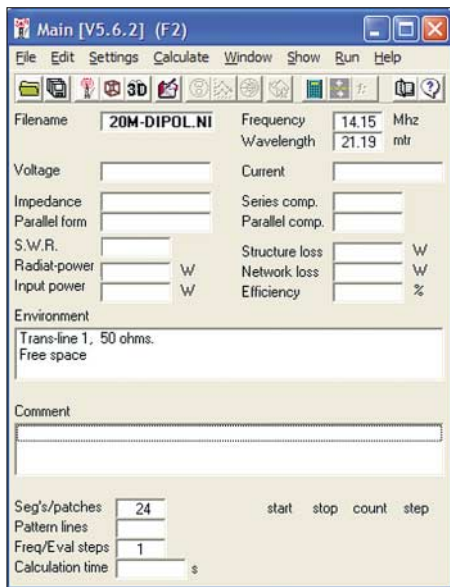 Main [V5.6.2] (F2)
File Edit Settings Calculate Window Show Run Help
3D
Filename 20M-DIPOL.NI Frequency 14.15 Mhz
Wavelength 21.19 mtr
Voltage Current
Impedance Series comp.
Parallel form Parallel comp.
S.W.R. Structure loss W
Radiat-power W Network loss W
Input power W Efficiency %
Environment
Trans-line 1, 50 ohms.
Free space
Comment
Seg's/patches 24 start stop count step
Pattern lines
Freq/Eval steps 1
Calculation time s